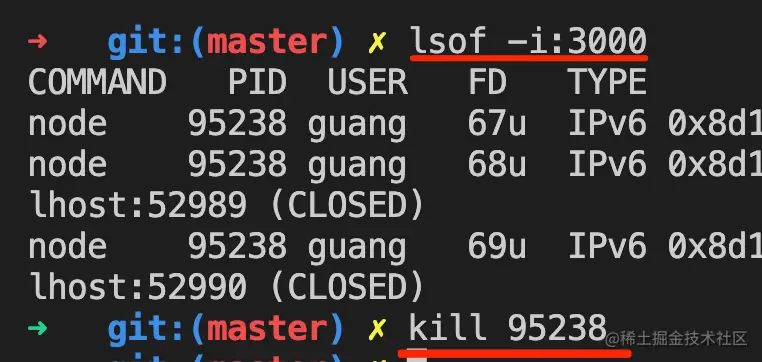 ➜ git:(master) ✗ lsof -i:3000
COMMAND PID USER FD TYPE
node 95238 guang 67u IPv6 0x8d1
node 95238 guang 68u IPv6 0x8d1
lhost:52989 (CLOSED)
node 95238 guang 69u IPv6 0x8d1
lhost:52990 (CLOSED)
➜ git:(master) ✗ kill 95238
@稀土掘金技术社区